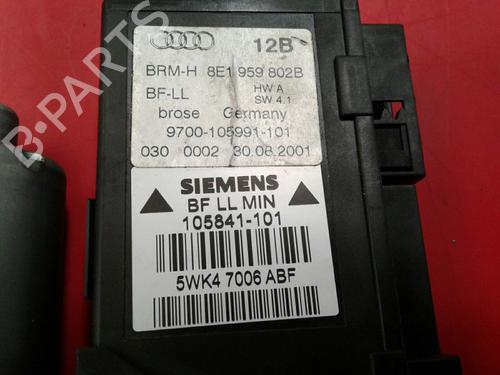 12B
BRM-H 8E1 959 802B
BF-LL HW A
SW 4.1
brose Germany
9700-105991-101
030 0002 30.08.2001
SIEMENS
BF LL MIN
105841-101
5WK4 7006 ABF